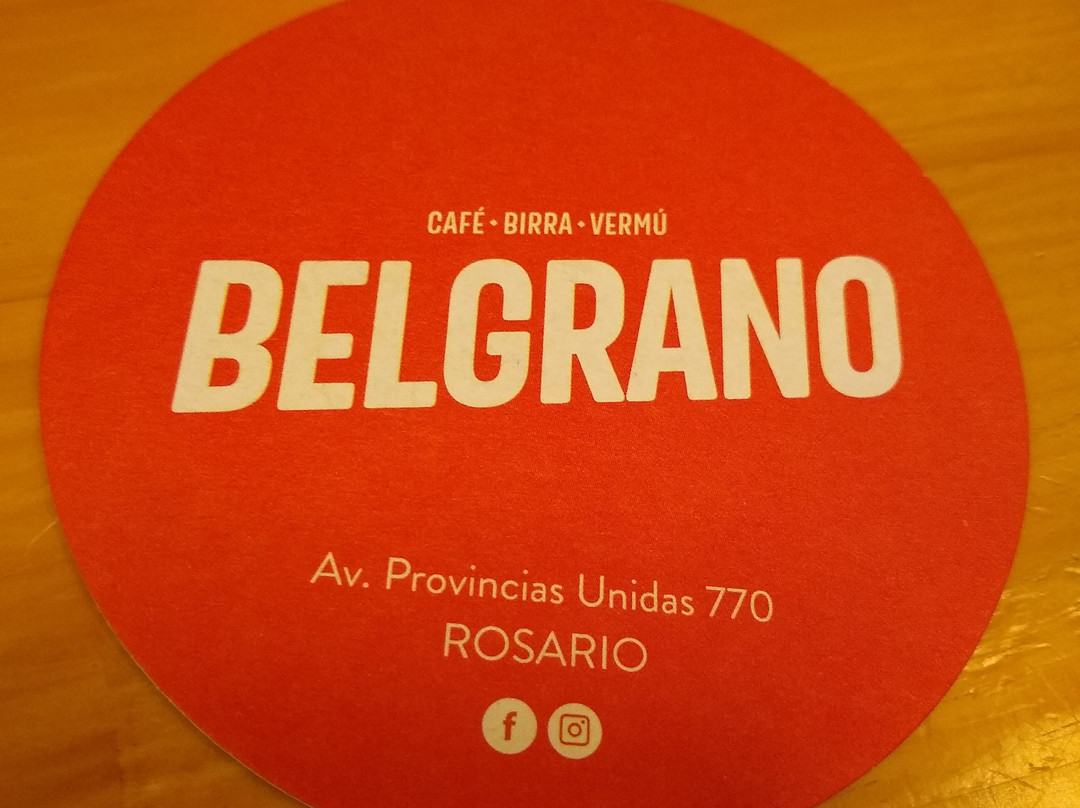 CAFÉ · BIRRA · VERMÚ
BELGRANO
Av. Provincias Unidas 770
ROSARIO